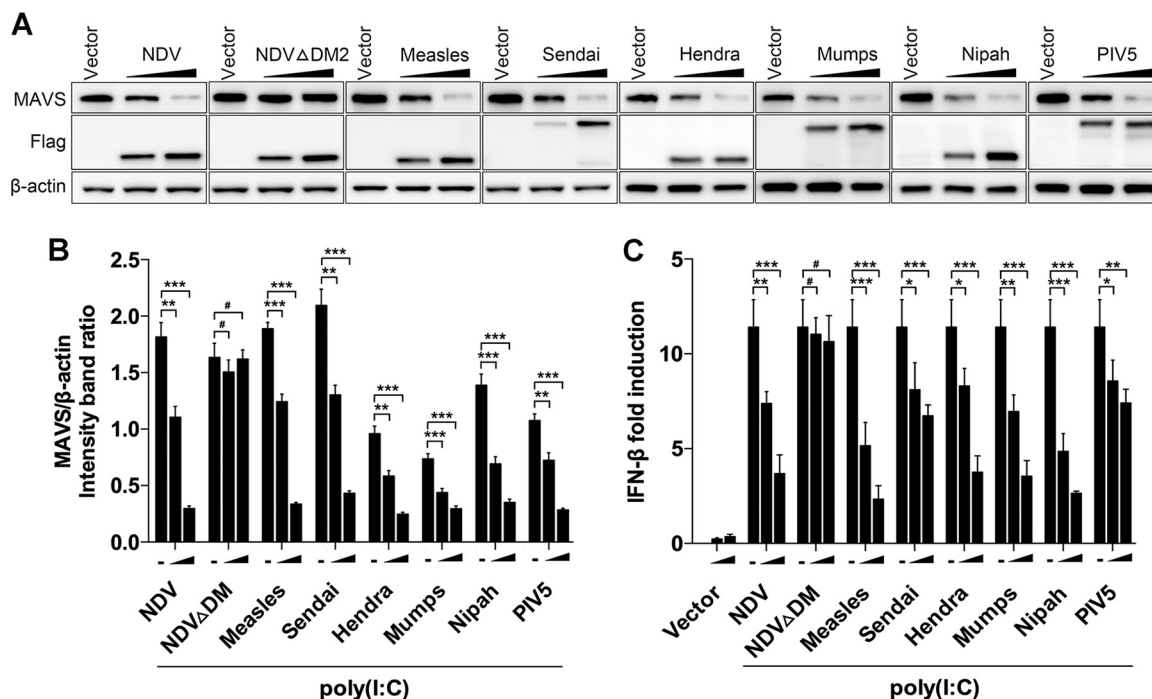 A
Vector NDV Vector NDV△DM2 Vector Measles Vector Sendai Vector Hendra Vector Mumps Vector Nipah Vector PIV5
MAVS
Flag
β-actin
B
MAVS/β-actin
Intensity band ratio
2.5
2.0
1.5
1.0
0.5
0.0
*** ** # # *** *** *** ** *** ** *** *** *** *** *** **
- - - - - - - -
NDV NDV△DM Measles Sendai Hendra Mumps Nipah PIV5
poly(I:C)
C
IFN-β fold induction
5
10
5
0
*** ** # # *** *** *** * *** * *** ** *** *** ** *
- - - - - - - -
Vector NDV NDV△DM Measles Sendai Hendra Mumps Nipah PIV5
poly(I:C)